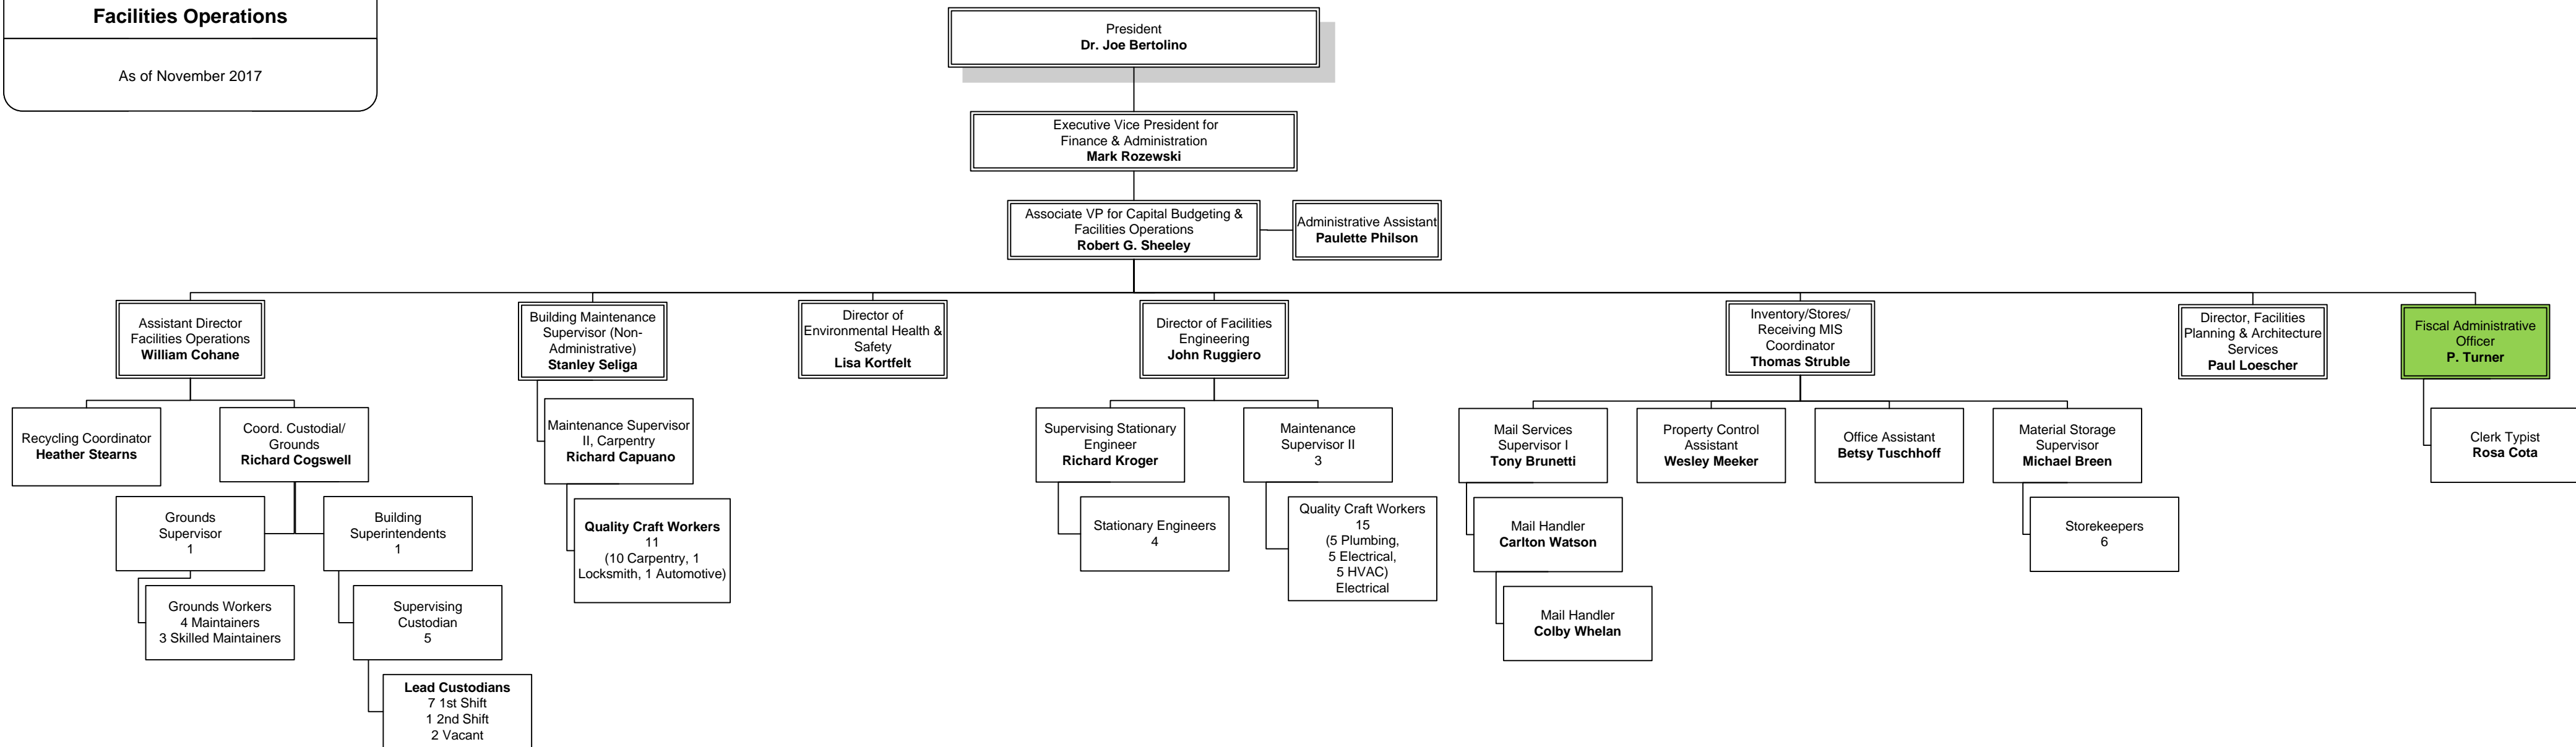 Facilities Operations
As of November 2017
President
Dr. Joe Bertolino
Executive Vice President for
Finance & Administration
Mark Rozewski
Associate VP for Capital Budgeting &
Facilities Operations
Robert G. Sheeley
Administrative Assistant
Paulette Philson
Assistant Director
Facilities Operations
William Cohane
Building Maintenance
Supervisor (Non-
Administrative)
Stanley Seliga
Director of
Environmental Health &
Safety
Lisa Kortfelt
Director of Facilities
Engineering
John Ruggiero
Inventory/Stores/
Receiving MIS
Coordinator
Thomas Struble
Director, Facilities
Planning & Architecture
Services
Paul Loescher
Fiscal Administrative
Officer
P. Turner
Recycling Coordinator
Heather Stearns
Coord. Custodial/
Grounds
Richard Cogswell
Maintenance Supervisor
II, Carpentry
Richard Capuano
Supervising Stationary
Engineer
Richard Kroger
Maintenance
Supervisor II
3
Mail Services
Supervisor I
Tony Brunetti
Property Control
Assistant
Wesley Meeker
Office Assistant
Betsy Tuschhoff
Material Storage
Supervisor
Michael Breen
Clerk Typist
Rosa Cota
Grounds
Supervisor
1
Building
Superintendents
1
Quality Craft Workers
11
(10 Carpentry, 1
Locksmith, 1 Automotive)
Stationary Engineers
4
Quality Craft Workers
15
(5 Plumbing,
5 Electrical,
5 HVAC)
Electrical
Mail Handler
Carlton Watson
Storekeepers
6
Grounds Workers
4 Maintainers
3 Skilled Maintainers
Supervising
Custodian
5
Mail Handler
Colby Whelan
Lead Custodians
7 1st Shift
1 2nd Shift
2 Vacant